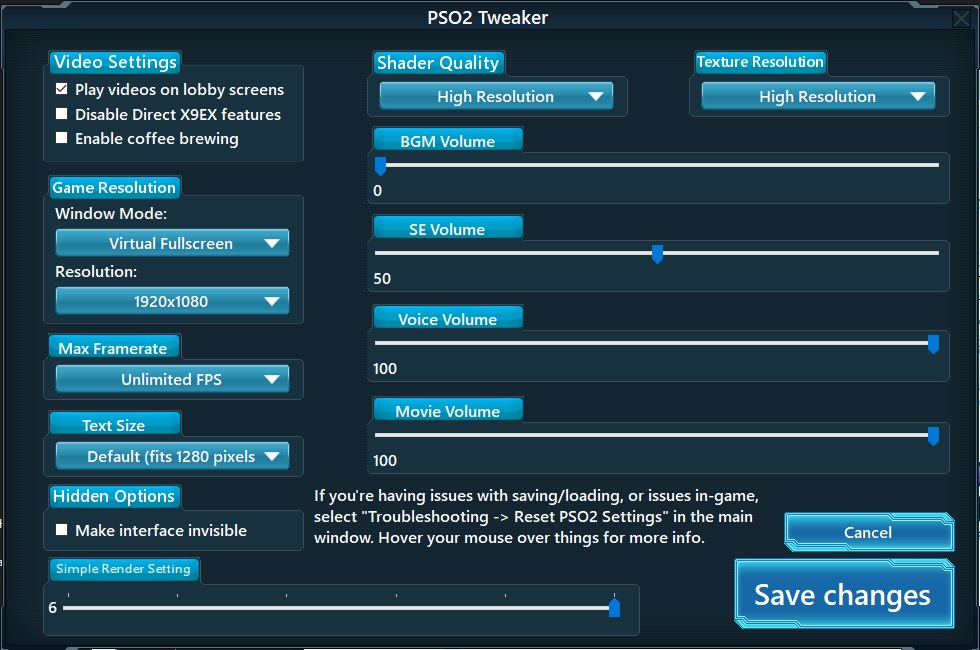 PSO2 Tweaker
Video Settings
Play videos on lobby screens
Disable Direct X9EX features
Enable coffee brewing
Game Resolution
Window Mode:
Virtual Fullscreen
Resolution:
1920x1080
Max Framerate
Unlimited FPS
Text Size
Default (fits 1280 pixels
Hidden Options
Make interface invisible
Simple Render Setting
6
Shader Quality
High Resolution
Texture Resolution
High Resolution
BGM Volume
0
SE Volume
50
Voice Volume
100
Movie Volume
100
If you're having issues with saving/loading, or issues in-game,
select "Troubleshooting -> Reset PSO2 Settings" in the main
window. Hover your mouse over things for more info.
Cancel
Save changes